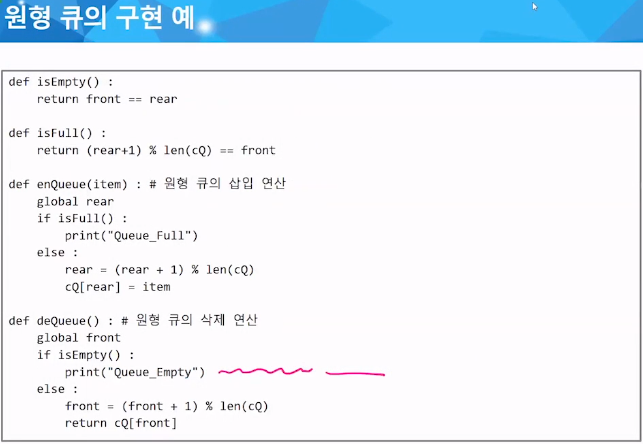 원형 큐의 구현 예
def isEmpty() :
    return front == rear
def isFull() :
    return (rear+1) % len(cQ) == front
def enQueue(item) : # 원형 큐의 삽입 연산
    global rear
    if isFull() :
        print("Queue_Full")
    else :
        rear = (rear + 1) % len(cQ)
        cQ[rear] = item
def deQueue() : # 원형 큐의 삭제 연산
    global front
    if isEmpty() :
        print("Queue_Empty")
    else :
        front = (front + 1) % len(cQ)
        return cQ[front]